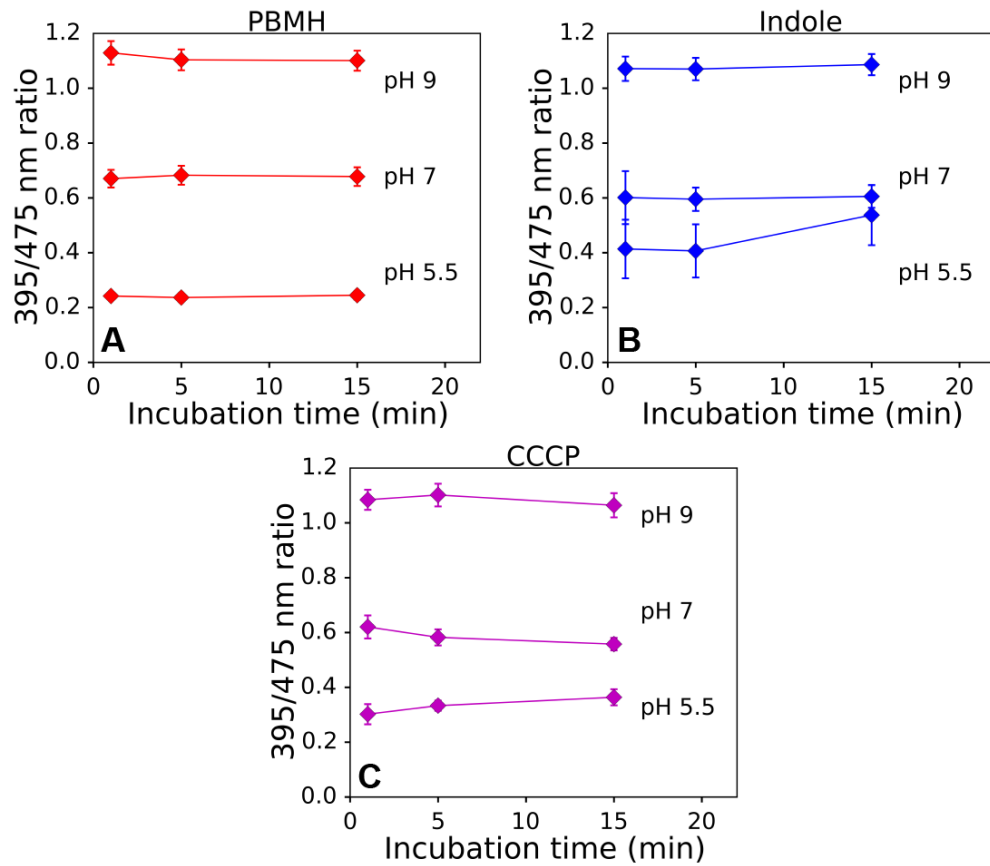 PBMH
395/475 nm ratio
1.2
1.0
0.8
0.6
0.4
0.2
0.0
pH 9
pH 7
pH 5.5
A
0 5 10 15 20
Incubation time (min)
Indole
395/475 nm ratio
1.2
1.0
0.8
0.6
0.4
0.2
0.0
pH 9
pH 7
pH 5.5
B
0 5 10 15 20
Incubation time (min)
CCCP
395/475 nm ratio
1.2
1.0
0.8
0.6
0.4
0.2
0.0
pH 9
pH 7
pH 5.5
C
0 5 10 15 20
Incubation time (min)